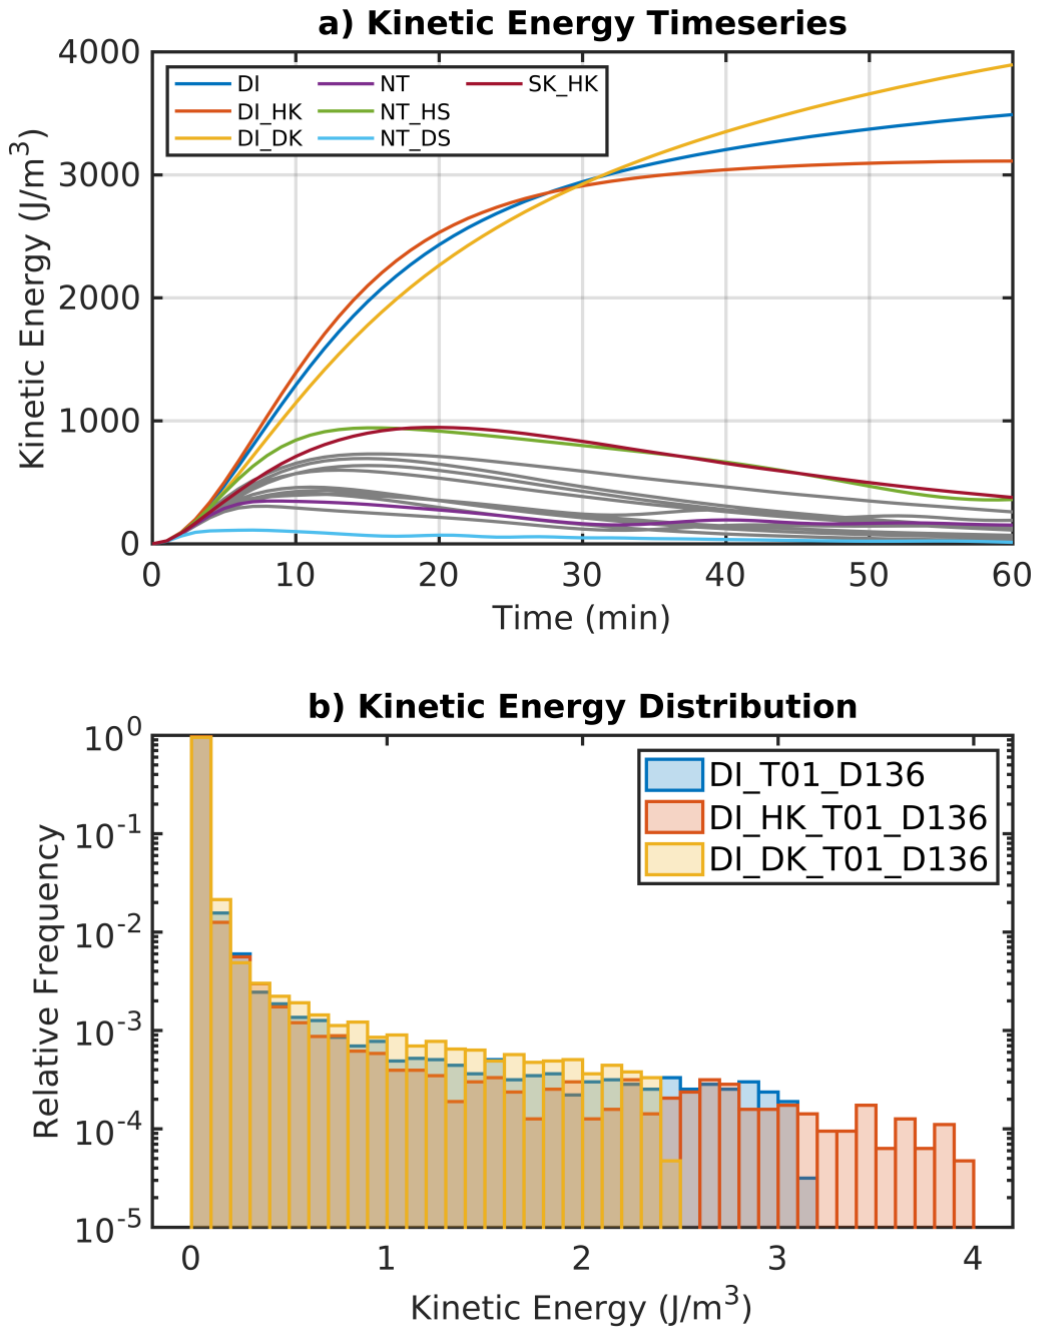 a) Kinetic Energy Timeseries
4000
3000
2000
1000
0
Kinetic Energy (J/m³)
DI NT SK_HK
DI_HK NT_HS
DI_DK NT_DS
0 10 20 30 40 50 60
Time (min)
b) Kinetic Energy Distribution
10⁰
10⁻¹
10⁻²
10⁻³
10⁻⁴
10⁻⁵
Relative Frequency
DI_T01_D136
DI_HK_T01_D136
DI_DK_T01_D136
0 1 2 3 4
Kinetic Energy (J/m³)